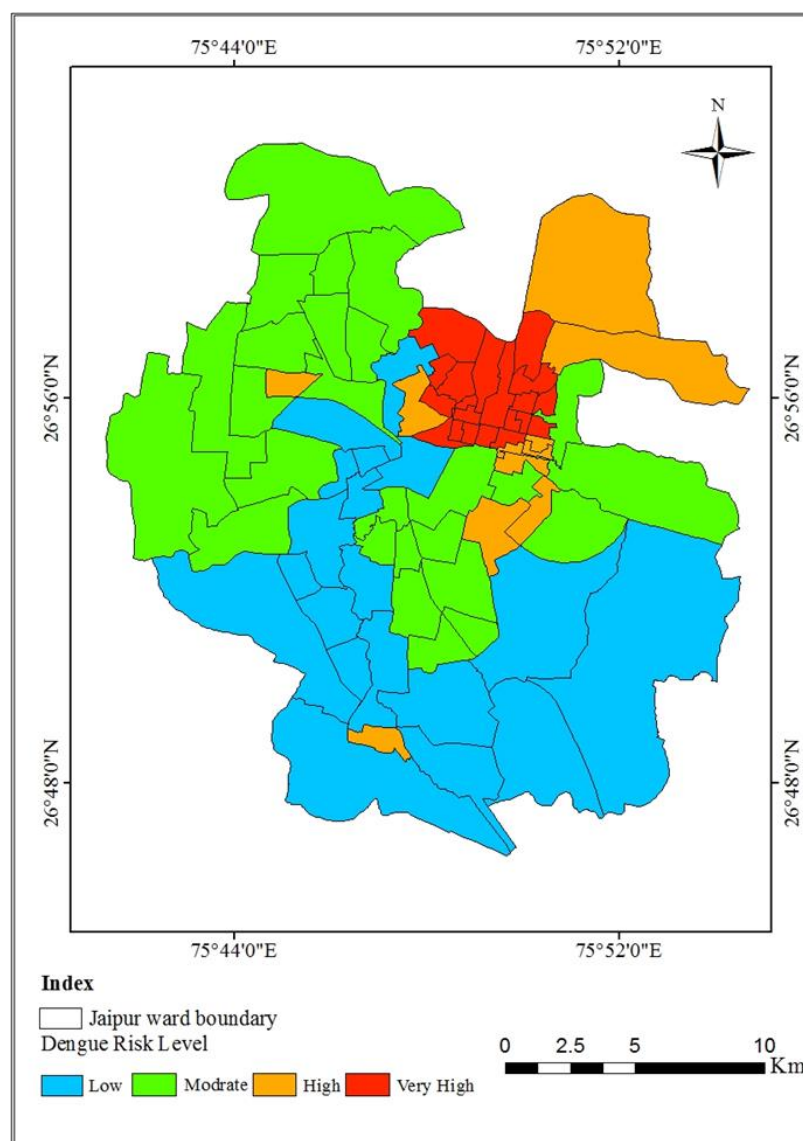 75°44'0"E 75°52'0"E
N
26°56'0"N 26°56'0"N
26°48'0"N 26°48'0"N
75°44'0"E 75°52'0"E
Index
Jaipur ward boundary
Dengue Risk Level
0 2.5 5 10
Km
Low Modrate High Very High